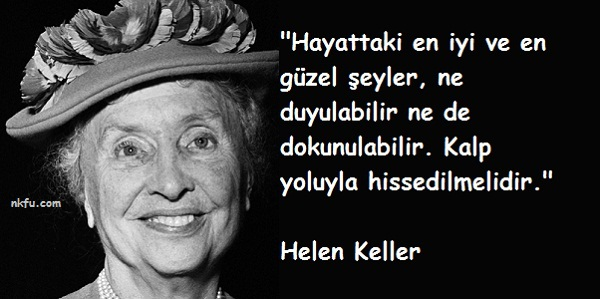 "Hayattaki en iyi ve en
güzel şeyler, ne
duyulabilir ne de
dokunulabilir. Kalp
yoluyla hissedilmelidir."
Helen Keller
nkfu.com